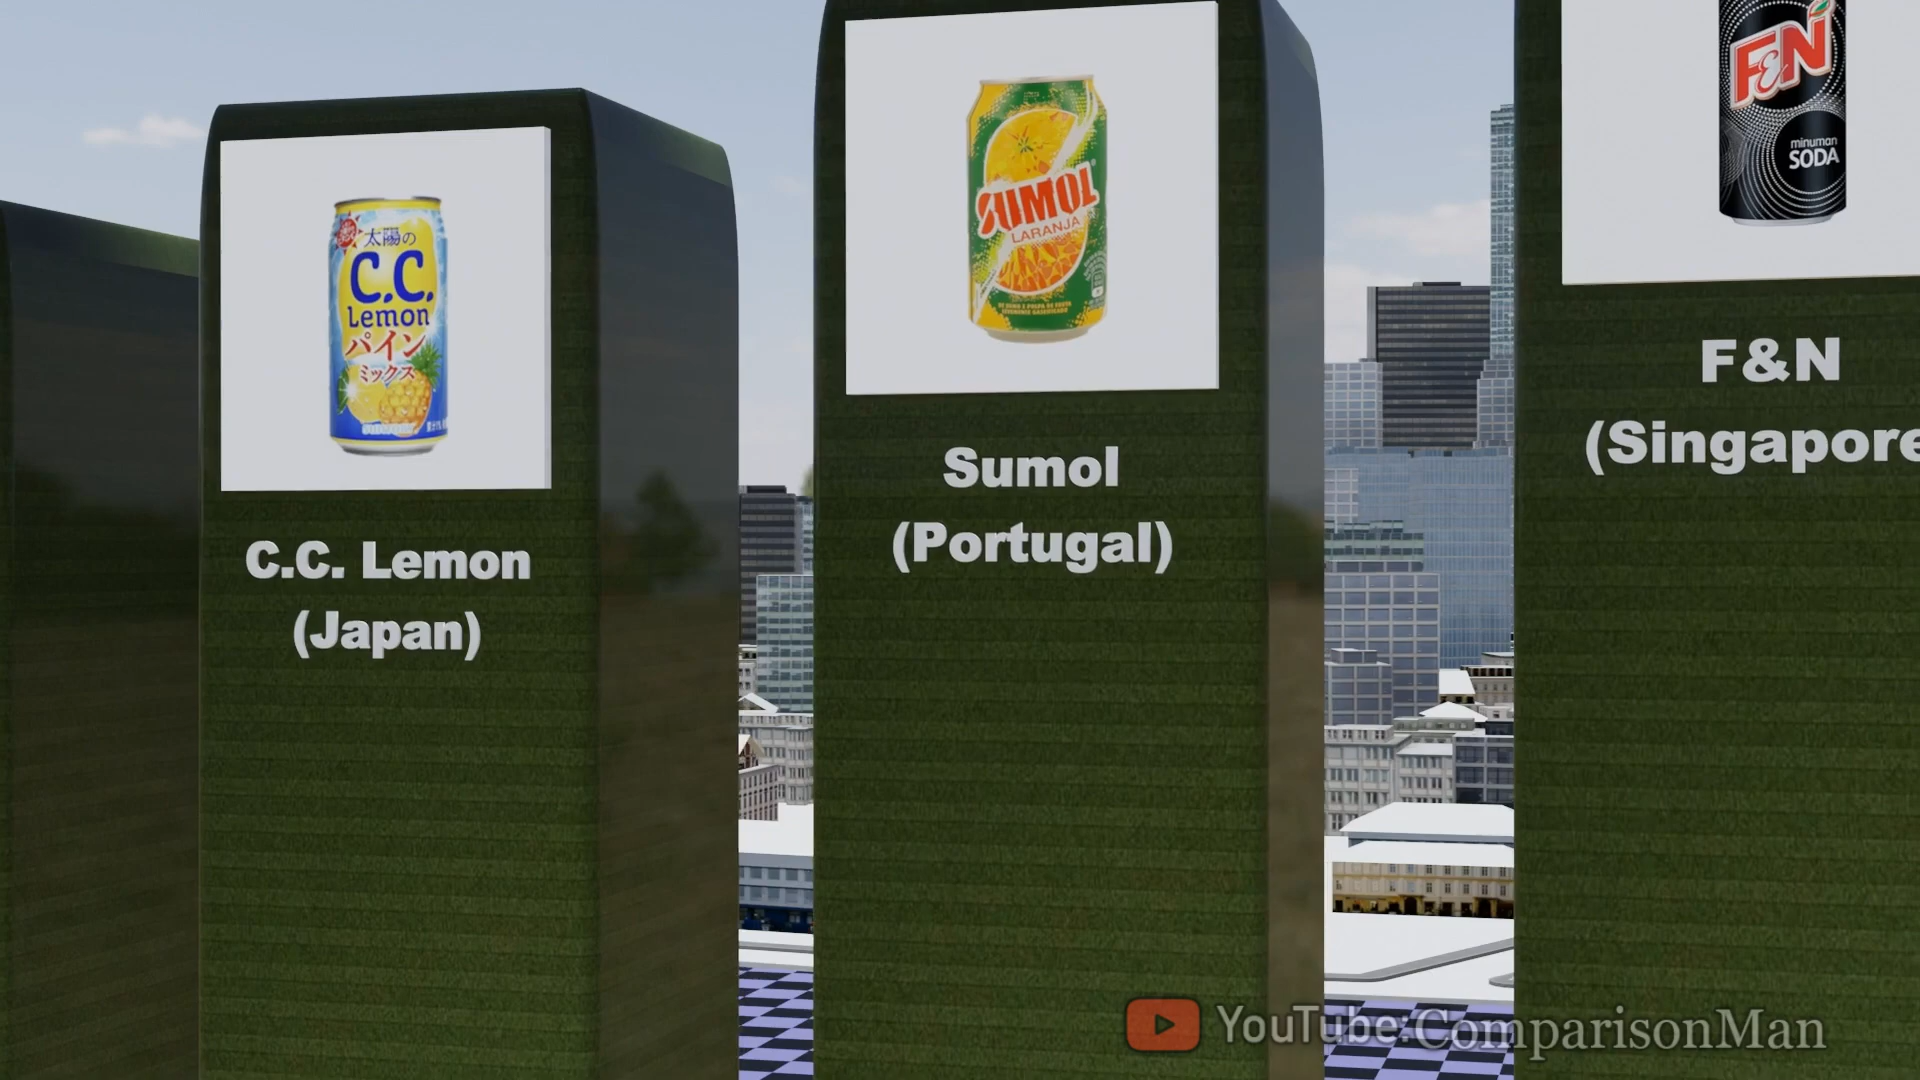 太陽の
C.C.
Lemon
パイン
ミックス
SUNTORY
C.C. Lemon
(Japan)
SUMOL
LARANJA
Sumol
(Portugal)
F&N
minuman
SODA
F&N
(Singapore
YouTube:ComparisonMan